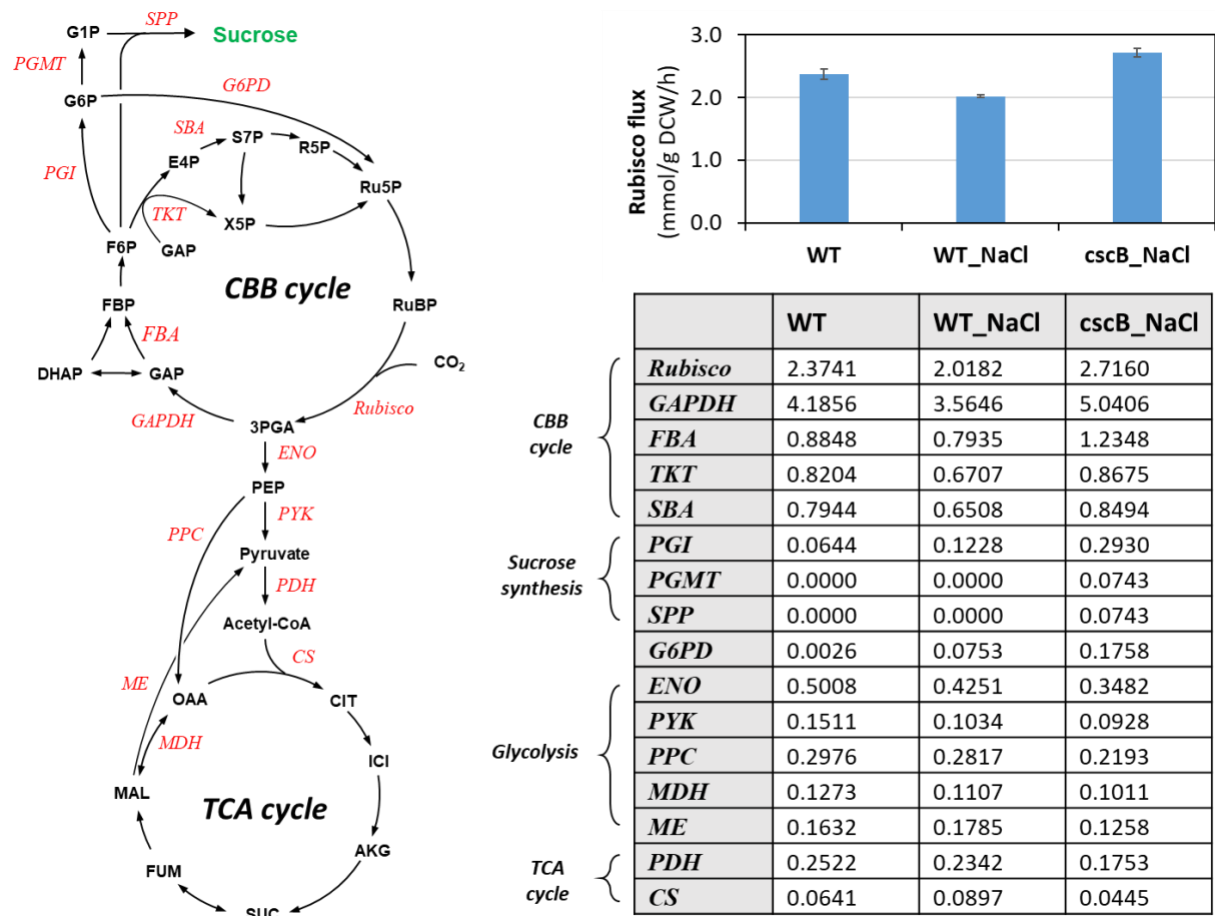 SPP
G1P
Sucrose
PGMT
G6P
G6PD
SBA
S7P
R5P
E4P
PGI
Ru5P
TKT
X5P
F6P
GAP
CBB cycle
FBP
RuBP
FBA
DHAP
GAP
CO2
Rubisco
GAPDH
3PGA
ENO
PEP
PYK
PPC
Pyruvate
PDH
Acetyl-CoA
CS
ME
OAA
CIT
MDH
ICI
MAL
TCA cycle
AKG
FUM
SUC
Rubisco flux
(mmol/g DCW/h)
3.0
2.0
1.0
0.0
WT WT_NaCl cscB_NaCl
WT WT_NaCl cscB_NaCl
CBB
cycle
Rubisco 2.3741 2.0182 2.7160
GAPDH 4.1856 3.5646 5.0406
FBA 0.8848 0.7935 1.2348
TKT 0.8204 0.6707 0.8675
SBA 0.7944 0.6508 0.8494
Sucrose
synthesis
PGI 0.0644 0.1228 0.2930
PGMT 0.0000 0.0000 0.0743
SPP 0.0000 0.0000 0.0743
G6PD 0.0026 0.0753 0.1758
Glycolysis
ENO 0.5008 0.4251 0.3482
PYK 0.1511 0.1034 0.0928
PPC 0.2976 0.2817 0.2193
MDH 0.1273 0.1107 0.1011
ME 0.1632 0.1785 0.1258
TCA
cycle
PDH 0.2522 0.2342 0.1753
CS 0.0641 0.0897 0.0445